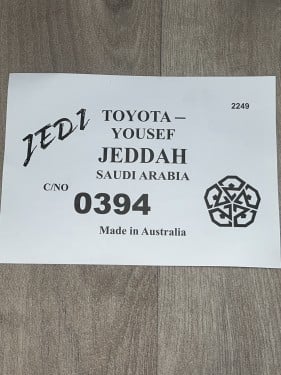 2249
JEDI
TOYOTA –
YOUSEF
JEDDAH
SAUDI ARABIA
C/NO 0394
Made in Australia